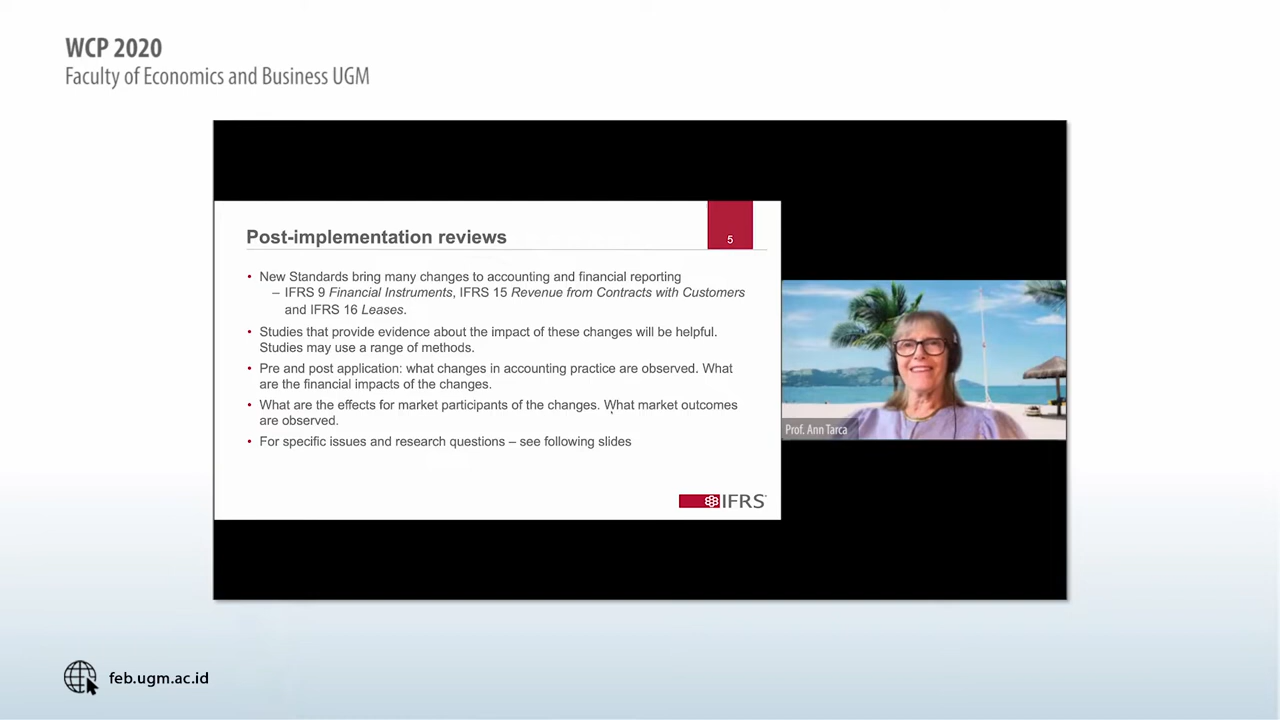 WCP 2020
Faculty of Economics and Business UGM
Post-implementation reviews
5
• New Standards bring many changes to accounting and financial reporting
– IFRS 9 Financial Instruments, IFRS 15 Revenue from Contracts with Customers
and IFRS 16 Leases.
• Studies that provide evidence about the impact of these changes will be helpful.
Studies may use a range of methods.
• Pre and post application: what changes in accounting practice are observed. What
are the financial impacts of the changes.
• What are the effects for market participants of the changes. What market outcomes
are observed.
• For specific issues and research questions – see following slides
IFRS
Prof. Ann Tarca
feb.ugm.ac.id